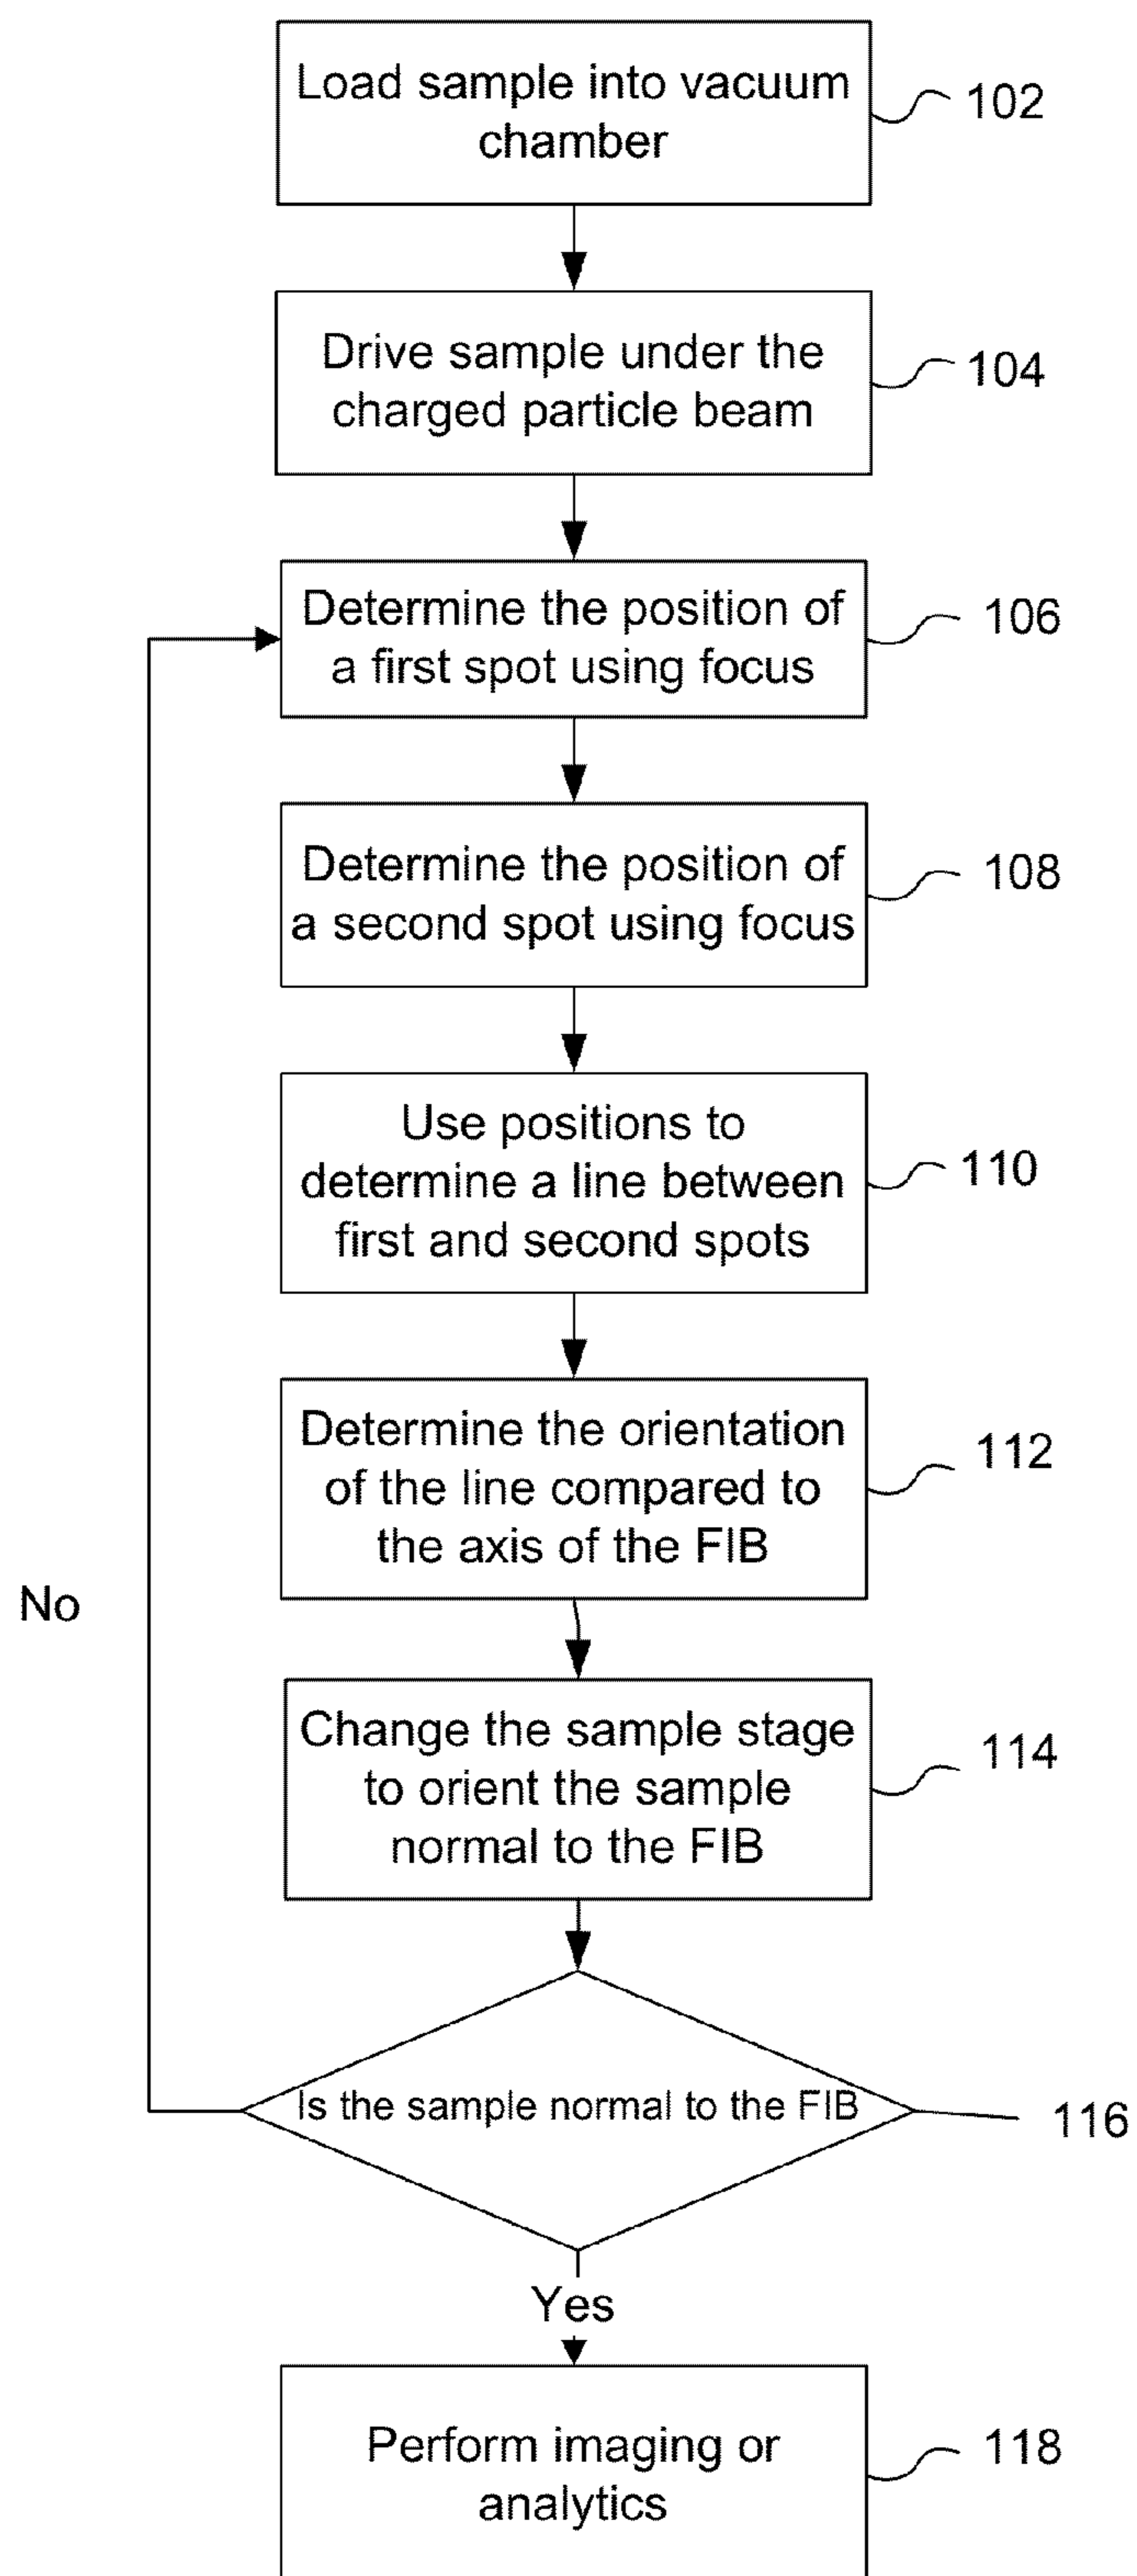 Load sample into vacuum
chamber
102
Drive sample under the
charged particle beam
104
Determine the position of
a first spot using focus
106
Determine the position of
a second spot using focus
108
Use positions to
determine a line between
first and second spots
110
Determine the orientation
of the line compared to
the axis of the FIB
112
No
Change the sample stage
to orient the sample
normal to the FIB
114
Is the sample normal to the FIB
116
Yes
Perform imaging or
analytics
118